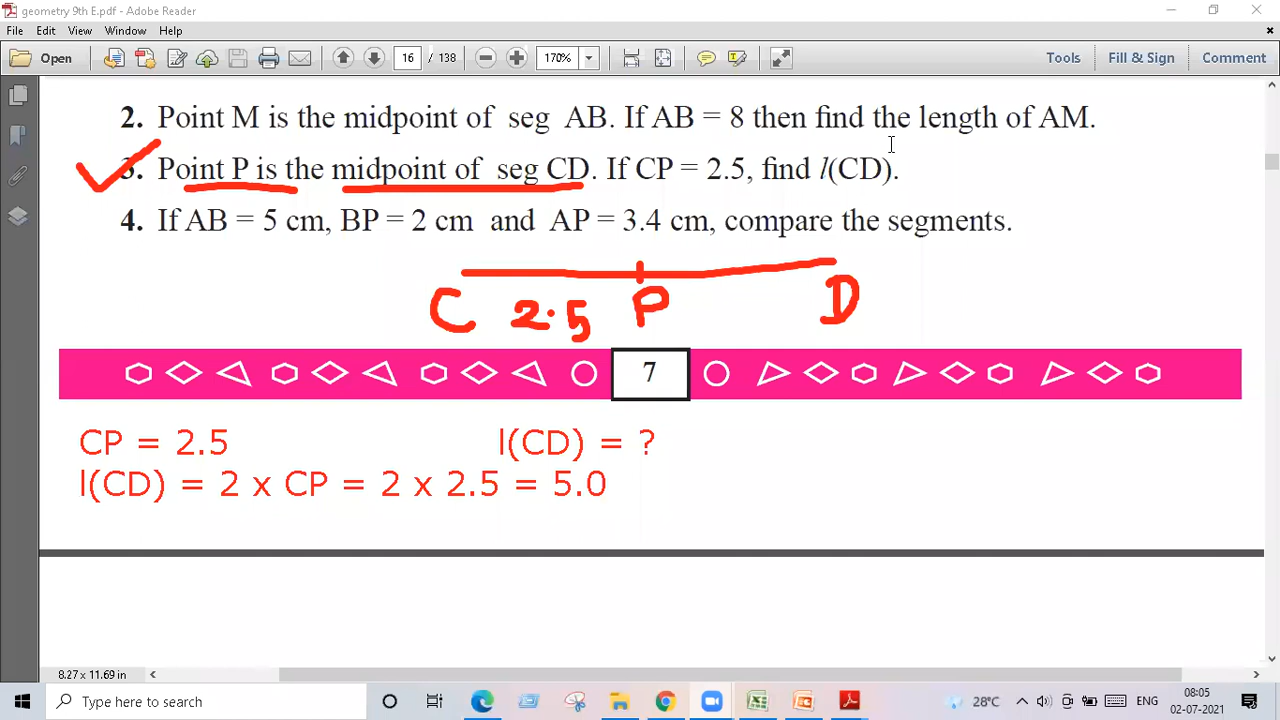 geometry 9th E.pdf - Adobe Reader
File Edit View Window Help
Open 16 / 138 170% Tools Fill & Sign Comment
2. Point M is the midpoint of seg AB. If AB = 8 then find the length of AM.
3. Point P is the midpoint of seg CD. If CP = 2.5, find l(CD).
4. If AB = 5 cm, BP = 2 cm and AP = 3.4 cm, compare the segments.
C 2.5 P D
7
CP = 2.5 l(CD) = ?
l(CD) = 2 x CP = 2 x 2.5 = 5.0
8.27 x 11.69 in
Type here to search 28°C ENG 08:05
02-07-2021